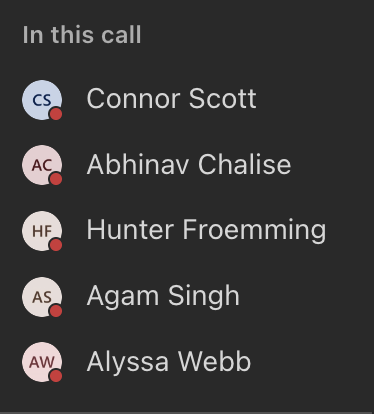 In this call
CS Connor Scott
AC Abhinav Chalise
HF Hunter Froemming
AS Agam Singh
AW Alyssa Webb